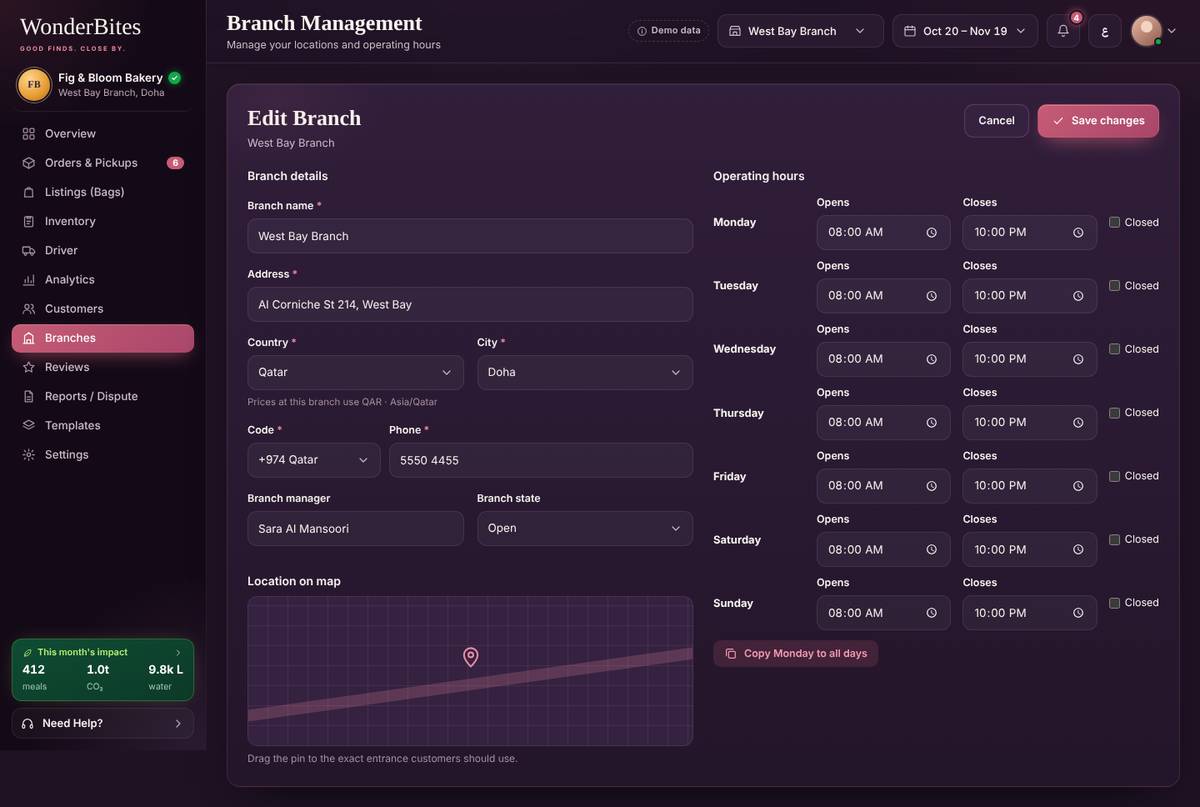 WonderBites
GOOD FINDS. CLOSE BY.
FB
Fig & Bloom Bakery
West Bay Branch, Doha
Overview
Orders & Pickups 6
Listings (Bags)
Inventory
Driver
Analytics
Customers
Branches
Reviews
Reports / Dispute
Templates
Settings
This month's impact
412 1.0t 9.8k L
meals CO₂ water
Need Help?
Branch Management
Manage your locations and operating hours
Demo data
West Bay Branch
Oct 20 – Nov 19
4
ع
Edit Branch
West Bay Branch
Cancel
Save changes
Branch details
Branch name *
West Bay Branch
Address *
Al Corniche St 214, West Bay
Country * City *
Qatar Doha
Prices at this branch use QAR · Asia/Qatar
Code * Phone *
+974 Qatar 5550 4455
Branch manager Branch state
Sara Al Mansoori Open
Location on map
Drag the pin to the exact entrance customers should use.
Operating hours
Opens Closes
Monday 08:00 AM 10:00 PM Closed
Opens Closes
Tuesday 08:00 AM 10:00 PM Closed
Opens Closes
Wednesday 08:00 AM 10:00 PM Closed
Opens Closes
Thursday 08:00 AM 10:00 PM Closed
Opens Closes
Friday 08:00 AM 10:00 PM Closed
Opens Closes
Saturday 08:00 AM 10:00 PM Closed
Opens Closes
Sunday 08:00 AM 10:00 PM Closed
Copy Monday to all days